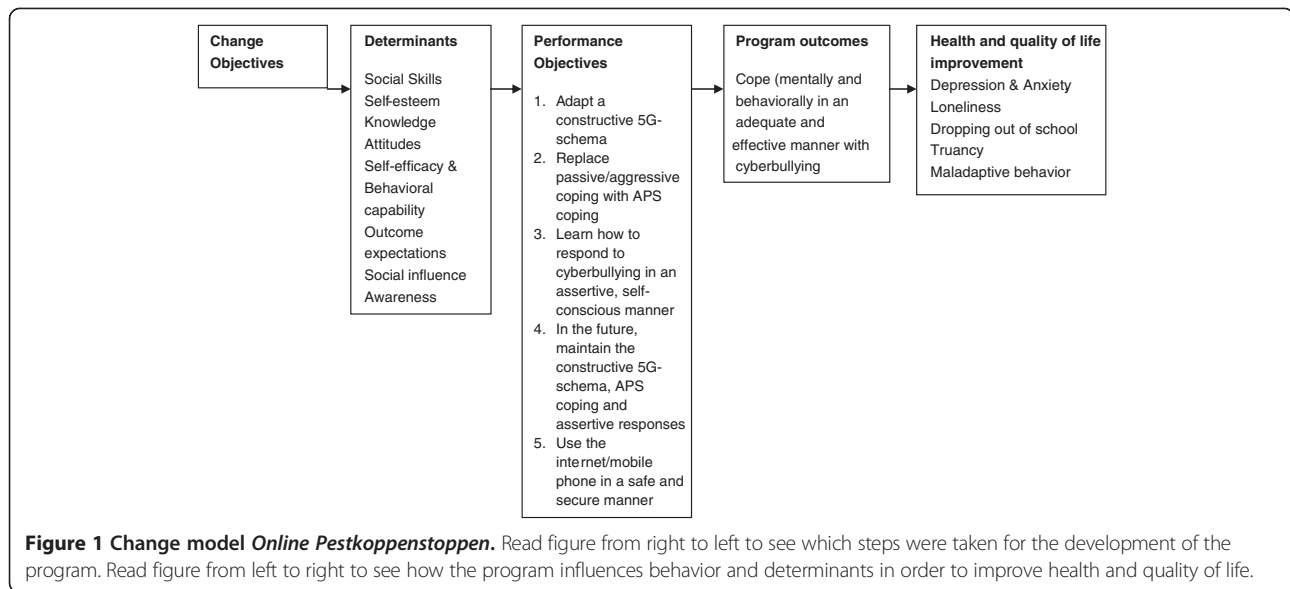 Change
Objectives
Determinants
Social Skills
Self-esteem
Knowledge
Attitudes
Self-efficacy &
Behavioral
capability
Outcome
expectations
Social influence
Awareness
Performance
Objectives
1. Adapt a
constructive 5G-
schema
2. Replace
passive/aggressive
coping with APS
coping
3. Learn how to
respond to
cyberbullying in an
assertive, self-
conscious manner
4. In the future,
maintain the
constructive 5G-
schema, APS
coping and
assertive responses
5. Use the
internet/mobile
phone in a safe and
secure manner
Program outcomes
Cope (mentally and
behaviorally in an
adequate and
effective manner with
cyberbullying
Health and quality of life
improvement
Depression & Anxiety
Loneliness
Dropping out of school
Truancy
Maladaptive behavior
Figure 1 Change model Online Pestkoppenstoppen. Read figure from right to left to see which steps were taken for the development of the
program. Read figure from left to right to see how the program influences behavior and determinants in order to improve health and quality of life.